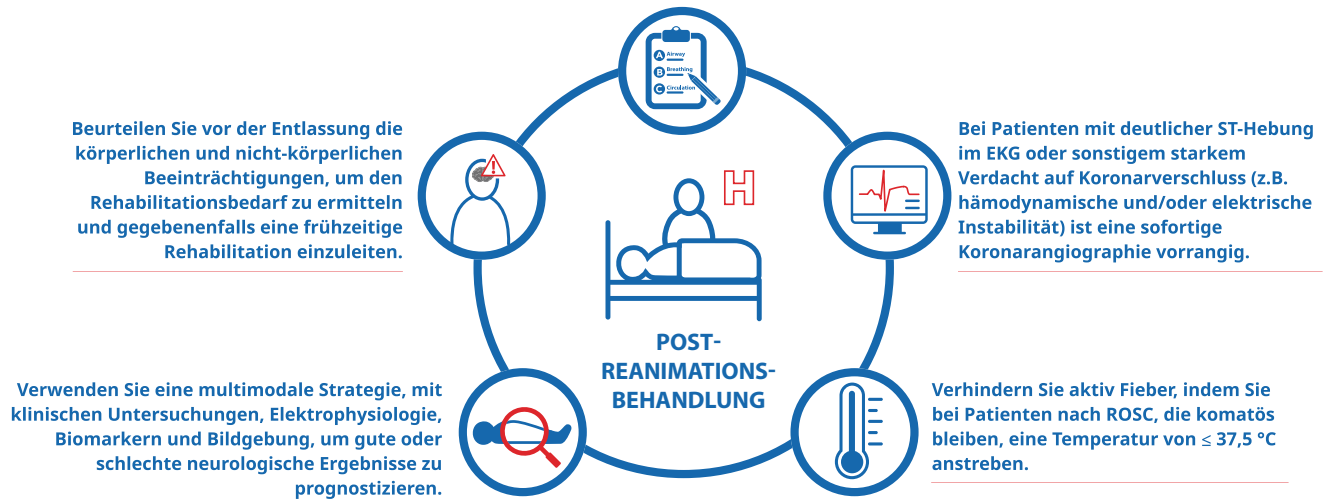 A Airway
B Breathing
C Circulation
Beurteilen Sie vor der Entlassung die
körperlichen und nicht-körperlichen
Beeinträchtigungen, um den
Rehabilitationsbedarf zu ermitteln
und gegebenenfalls eine frühzeitige
Rehabilitation einzuleiten.
Bei Patienten mit deutlicher ST-Hebung
im EKG oder sonstigem starkem
Verdacht auf Koronarverschluss (z.B.
hämodynamische und/oder elektrische
Instabilität) ist eine sofortige
Koronarangiographie vorrangig.
H
POST-
REANIMATIONS-
BEHANDLUNG
Verwenden Sie eine multimodale Strategie, mit
klinischen Untersuchungen, Elektrophysiologie,
Biomarkern und Bildgebung, um gute oder
schlechte neurologische Ergebnisse zu
prognostizieren.
Verhindern Sie aktiv Fieber, indem Sie
bei Patienten nach ROSC, die komatös
bleiben, eine Temperatur von ≤ 37,5 °C
anstreben.